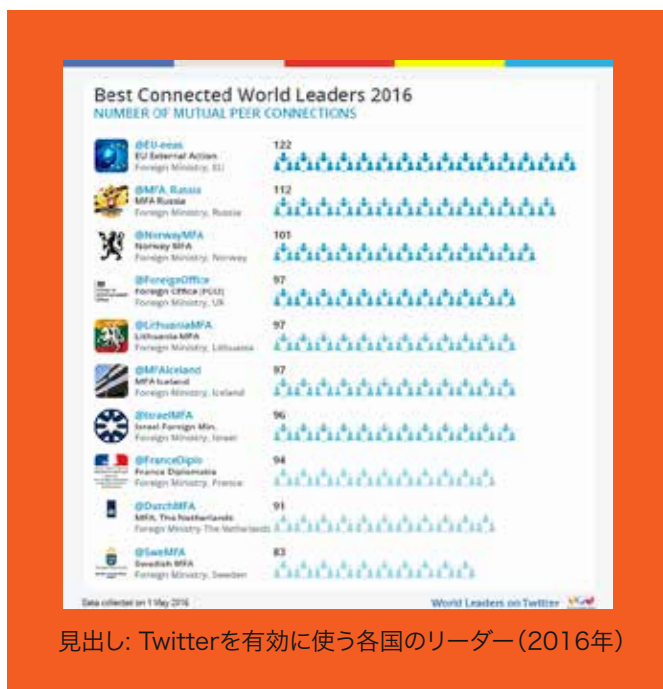 Best Connected World Leaders 2016
NUMBER OF MUTUAL PEER CONNECTIONS
@EU-eeas
EU External Action
Foreign Ministry, EU
122
@MFA_Russia
MFA Russia
Foreign Ministry, Russia
112
@NorwayMFA
Norway MFA
Foreign Ministry, Norway
101
@ForeignOffice
Foreign Office (FCO)
Foreign Ministry, UK
97
@LithuaniaMFA
Lithuania MFA
Foreign Ministry, Lithuania
97
@MFAIceland
MFA Iceland
Foreign Ministry, Iceland
97
@IsraelMFA
Israel Foreign Min.
Foreign Ministry, Israel
96
@FranceDiplo
France Diplomatie
Foreign Ministry, France
94
@DutchMFA
MFA, The Netherlands
Foreign Ministry The Netherlands
91
@SweMFA
Swedish MFA
Foreign Ministry, Sweden
83
Data collected on 1 May 2016
World Leaders on Twitter
見出し: Twitterを有効に使う各国のリーダー（2016年）